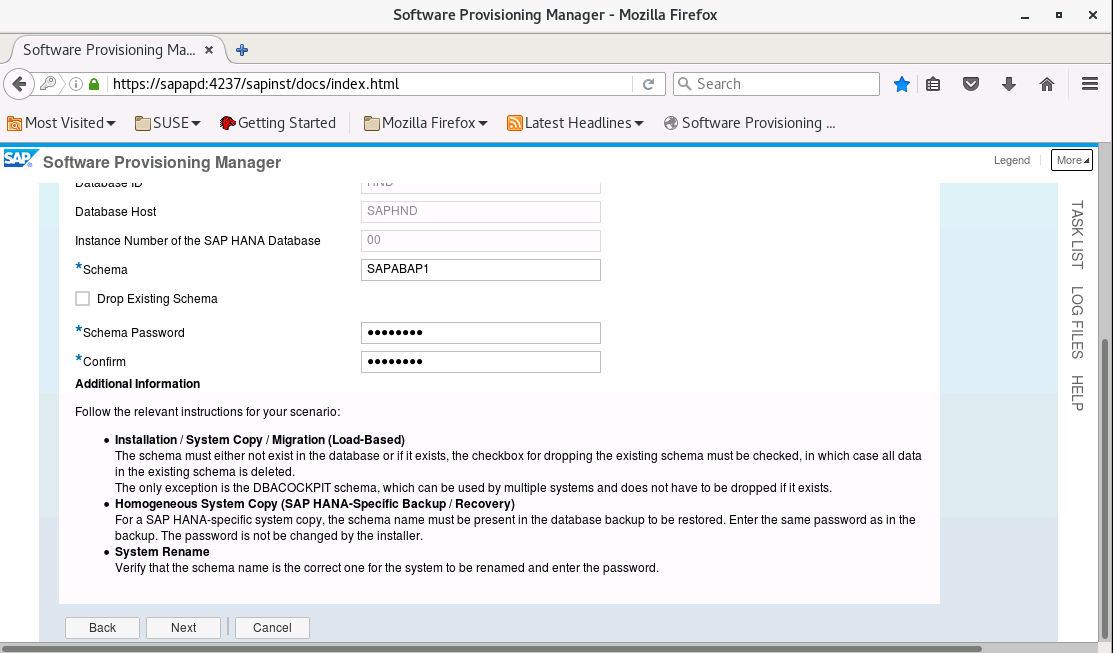 Software Provisioning Manager - Mozilla Firefox
Software Provisioning Ma...
https://sapapd:4237/sapinst/docs/index.html
Search
Most Visited
SUSE
Getting Started
Mozilla Firefox
Latest Headlines
Software Provisioning ...
SAP
Software Provisioning Manager
Legend
More
Database ID
HND
Database Host
SAPHND
Instance Number of the SAP HANA Database
00
*Schema
SAPABAP1
Drop Existing Schema
*Schema Password
••••••••
*Confirm
••••••••
Additional Information
Follow the relevant instructions for your scenario:
• Installation / System Copy / Migration (Load-Based)
The schema must either not exist in the database or if it exists, the checkbox for dropping the existing schema must be checked, in which case all data
in the existing schema is deleted.
The only exception is the DBACOCKPIT schema, which can be used by multiple systems and does not have to be dropped if it exists.
• Homogeneous System Copy (SAP HANA-Specific Backup / Recovery)
For a SAP HANA-specific system copy, the schema name must be present in the database backup to be restored. Enter the same password as in the
backup. The password is not be changed by the installer.
• System Rename
Verify that the schema name is the correct one for the system to be renamed and enter the password.
Back
Next
Cancel
TASK LIST
LOG FILES
HELP